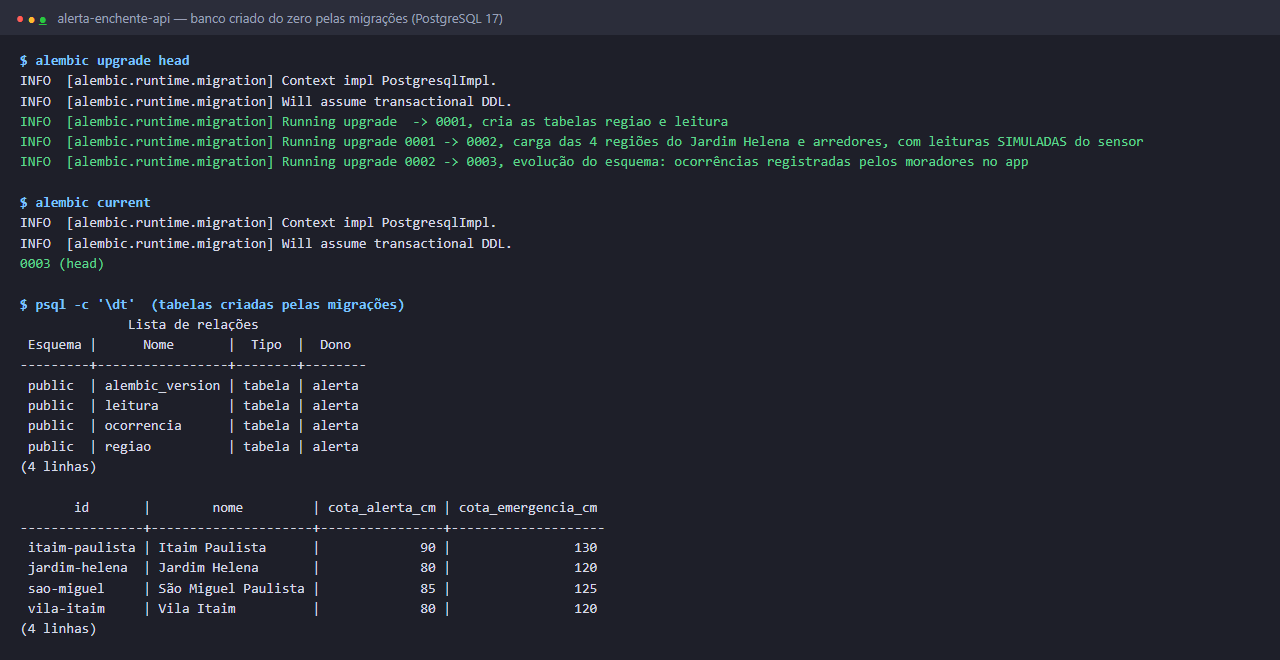 alerta-enchente-api — banco criado do zero pelas migrações (PostgreSQL 17)
$ alembic upgrade head
INFO  [alembic.runtime.migration] Context impl PostgresqlImpl.
INFO  [alembic.runtime.migration] Will assume transactional DDL.
INFO  [alembic.runtime.migration] Running upgrade  -> 0001, cria as tabelas regiao e leitura
INFO  [alembic.runtime.migration] Running upgrade 0001 -> 0002, carga das 4 regiões do Jardim Helena e arredores, com leituras SIMULADAS do sensor
INFO  [alembic.runtime.migration] Running upgrade 0002 -> 0003, evolução do esquema: ocorrências registradas pelos moradores no app
$ alembic current
INFO  [alembic.runtime.migration] Context impl PostgresqlImpl.
INFO  [alembic.runtime.migration] Will assume transactional DDL.
0003 (head)
$ psql -c '\dt'  (tabelas criadas pelas migrações)
              Lista de relações
 Esquema |      Nome       |  Tipo  |  Dono
---------+-----------------+--------+--------
 public  | alembic_version | tabela | alerta
 public  | leitura         | tabela | alerta
 public  | ocorrencia      | tabela | alerta
 public  | regiao          | tabela | alerta
(4 linhas)
       id       |        nome         | cota_alerta_cm | cota_emergencia_cm
----------------+---------------------+----------------+--------------------
 itaim-paulista | Itaim Paulista      |             90 |                130
 jardim-helena  | Jardim Helena       |             80 |                120
 sao-miguel     | São Miguel Paulista |             85 |                125
 vila-itaim     | Vila Itaim          |             80 |                120
(4 linhas)